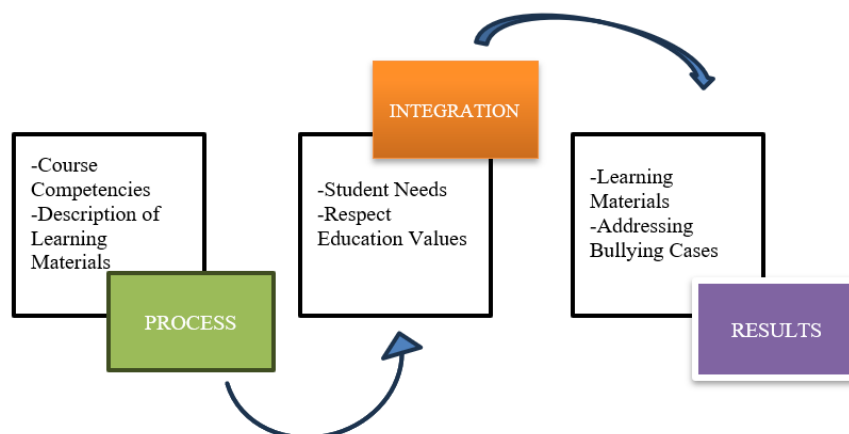 -Course
Competencies
-Description of
Learning
Materials
PROCESS
INTEGRATION
-Student Needs
-Respect
Education Values
-Learning
Materials
-Addressing
Bullying Cases
RESULTS